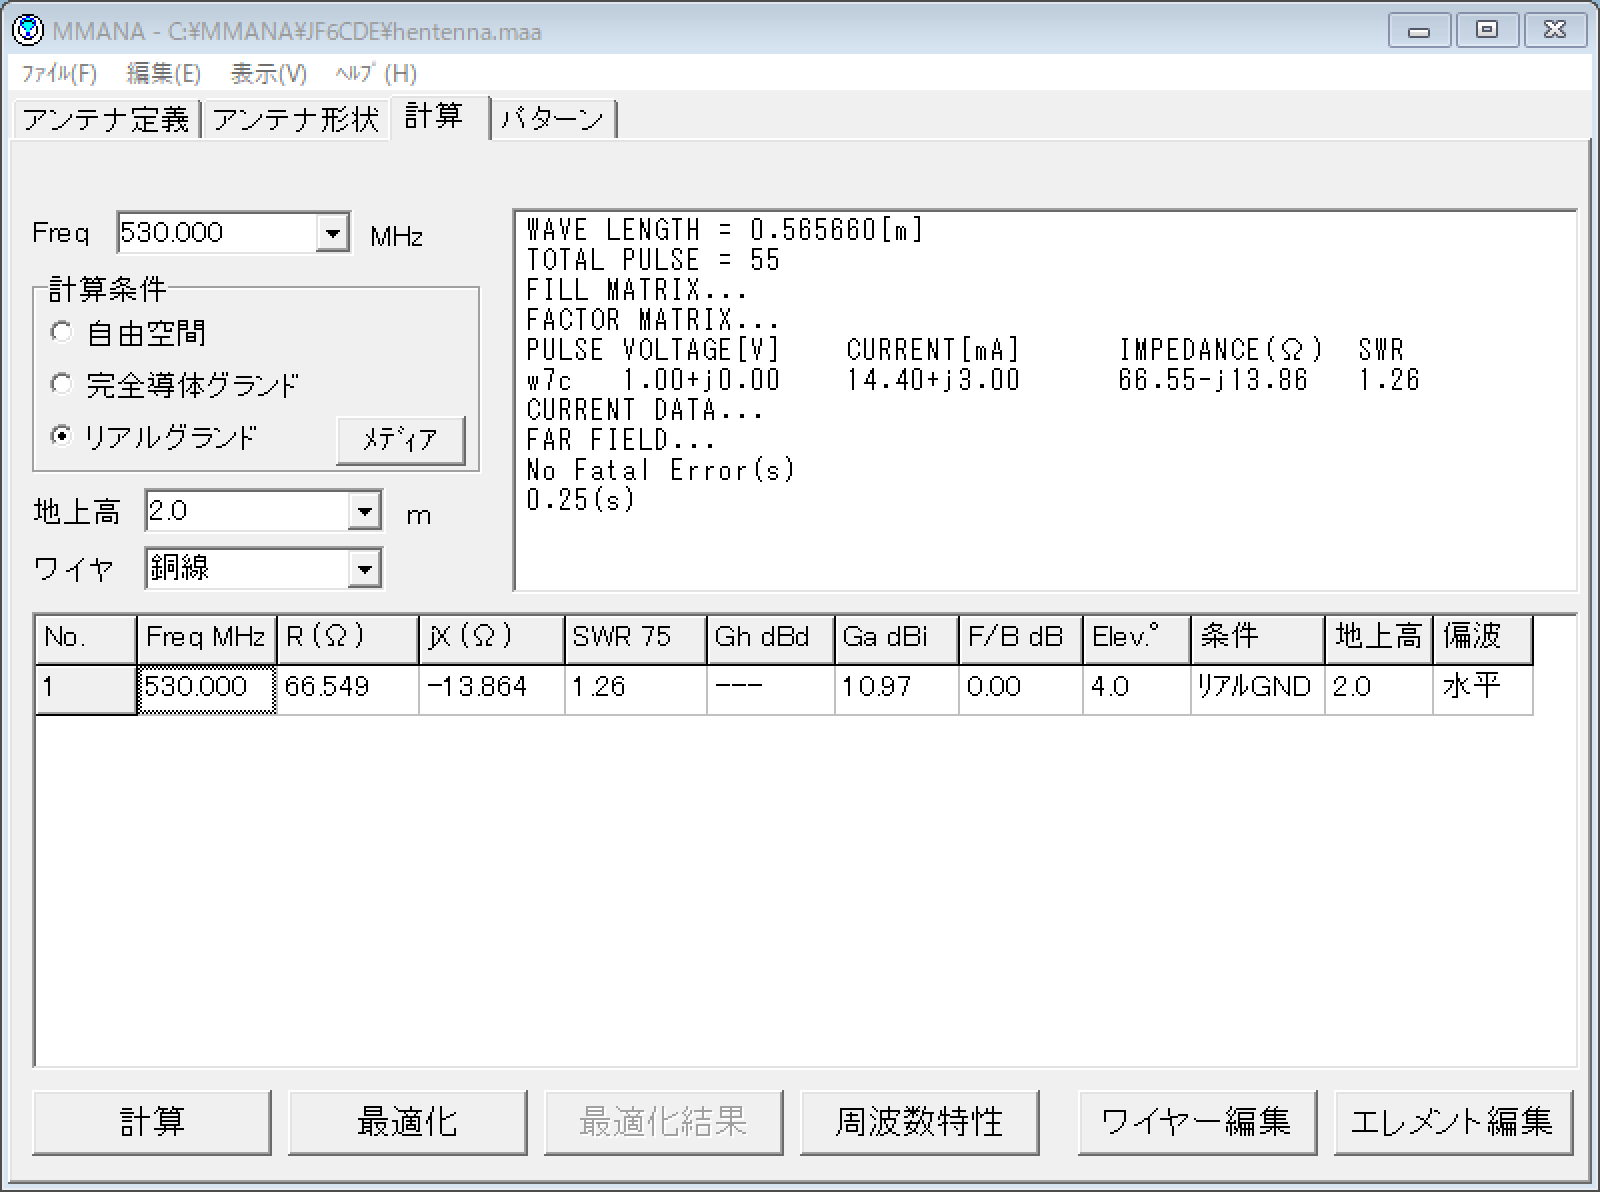 MMANA - C:¥MMANA¥JF6CDE¥hentenna.maa
ﾌｧｲﾙ(F) 編集(E) 表示(V) ﾍﾙﾌﾟ(H)
アンテナ定義 アンテナ形状 計算 パターン
Freq 530.000 MHz
計算条件
自由空間
完全導体グランド
リアルグランド ﾒﾃﾞｨｱ
地上高 2.0 m
ワイヤ 銅線
WAVE LENGTH = 0.565660[m]
TOTAL PULSE = 55
FILL MATRIX...
FACTOR MATRIX...
PULSE VOLTAGE[V] CURRENT[mA] IMPEDANCE(Ω) SWR
w7c 1.00+j0.00 14.40+j3.00 66.55-j13.86 1.26
CURRENT DATA...
FAR FIELD...
No Fatal Error(s)
0.25(s)
No. Freq MHz R(Ω) jX(Ω) SWR 75 Gh dBd Ga dBi F/B dB Elev.° 条件 地上高 偏波
1 530.000 66.549 -13.864 1.26 --- 10.97 0.00 4.0 ﾘｱﾙGND 2.0 水平
計算 最適化 最適化結果 周波数特性 ワイヤー編集 エレメント編集